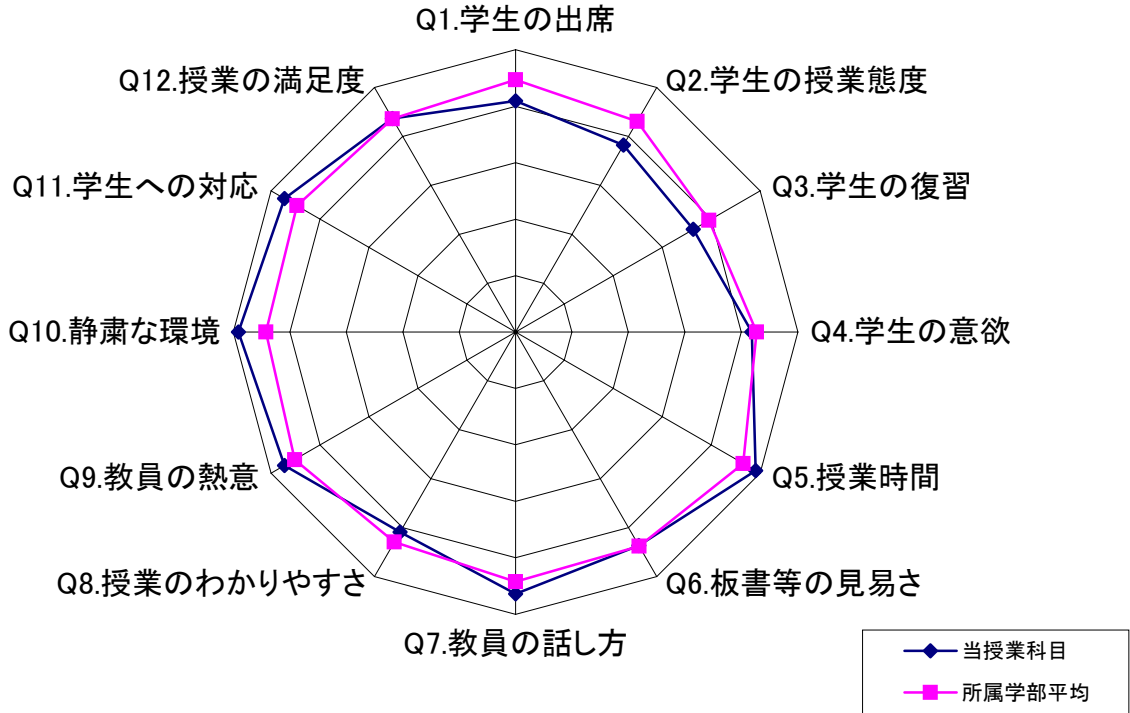 Q1.学生の出席
Q2.学生の授業態度
Q3.学生の復習
Q4.学生の意欲
Q5.授業時間
Q6.板書等の見易さ
Q7.教員の話し方
Q8.授業のわかりやすさ
Q9.教員の熱意
Q10.静粛な環境
Q11.学生への対応
Q12.授業の満足度
当授業科目
所属学部平均